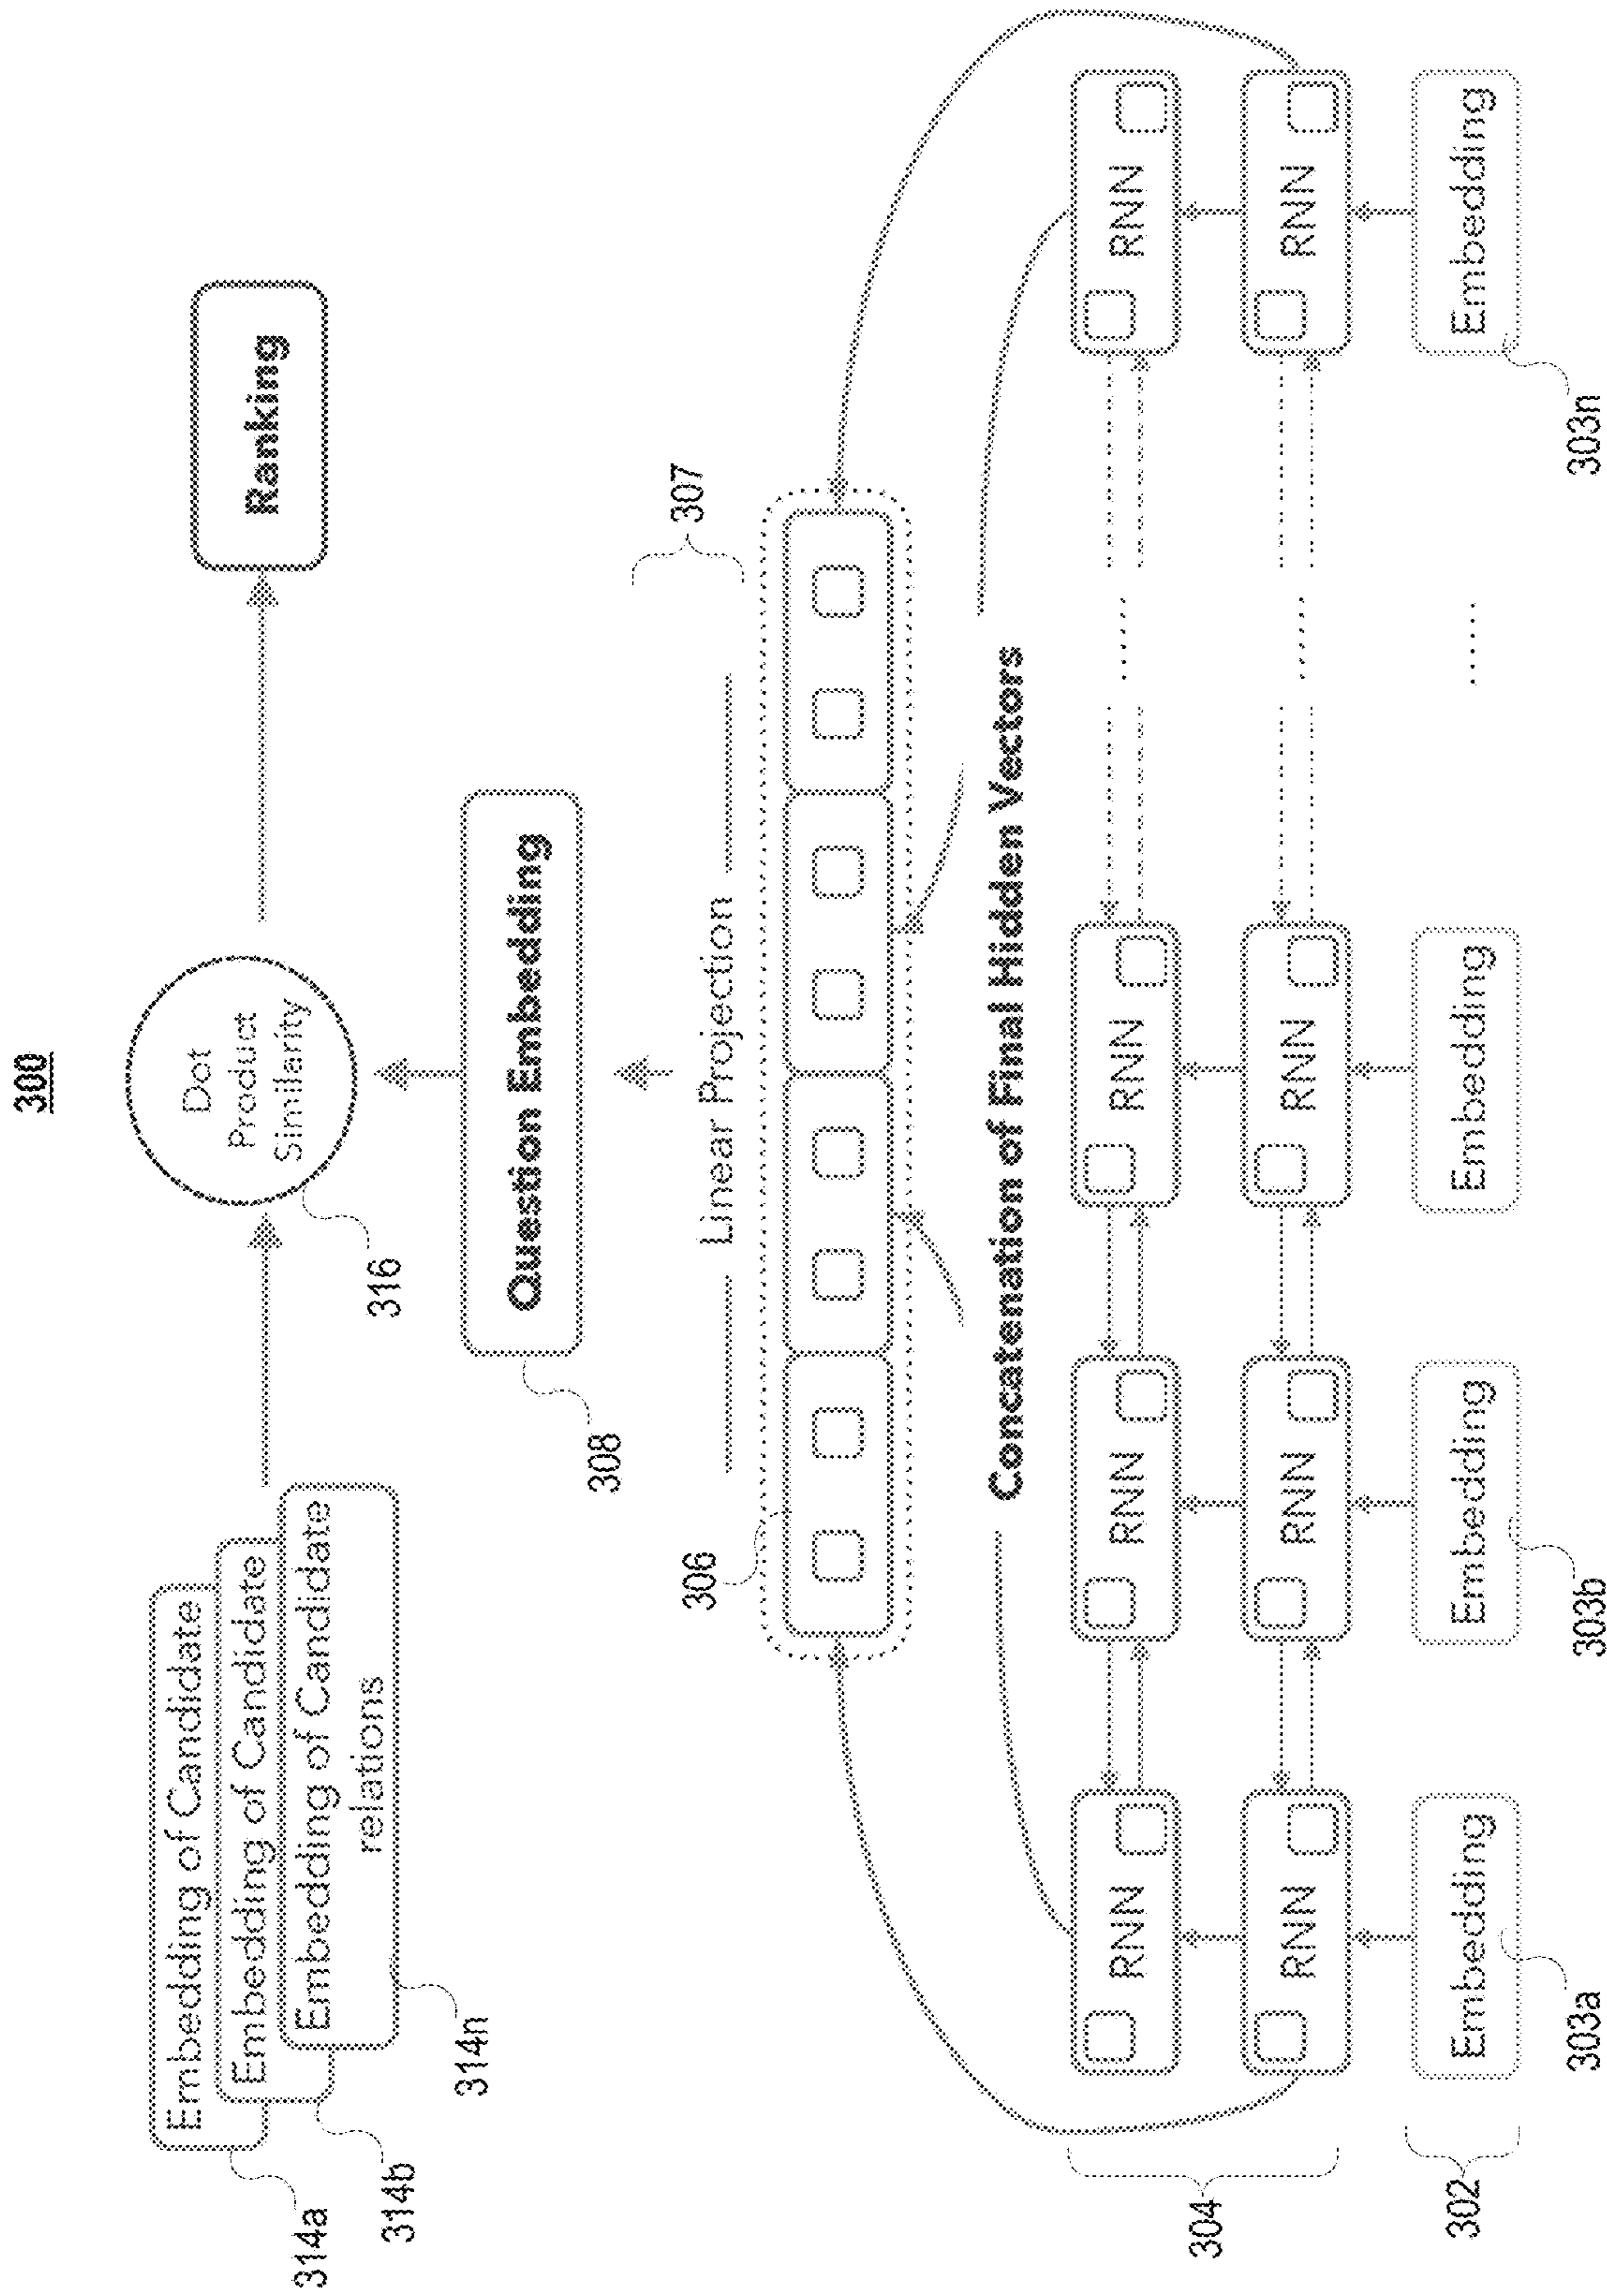 300
Embedding of Candidate
Embedding of Candidate
Embedding of Candidate
relations
314a
314b
314n
Dot
Product
Similarity
316
Ranking
Question Embedding
308
Linear Projection
307
306
Concatenation of Final Hidden Vectors
RNN
RNN
RNN
RNN
304
RNN
RNN
RNN
RNN
Embedding
Embedding
Embedding
Embedding
302
303a
303b
303n